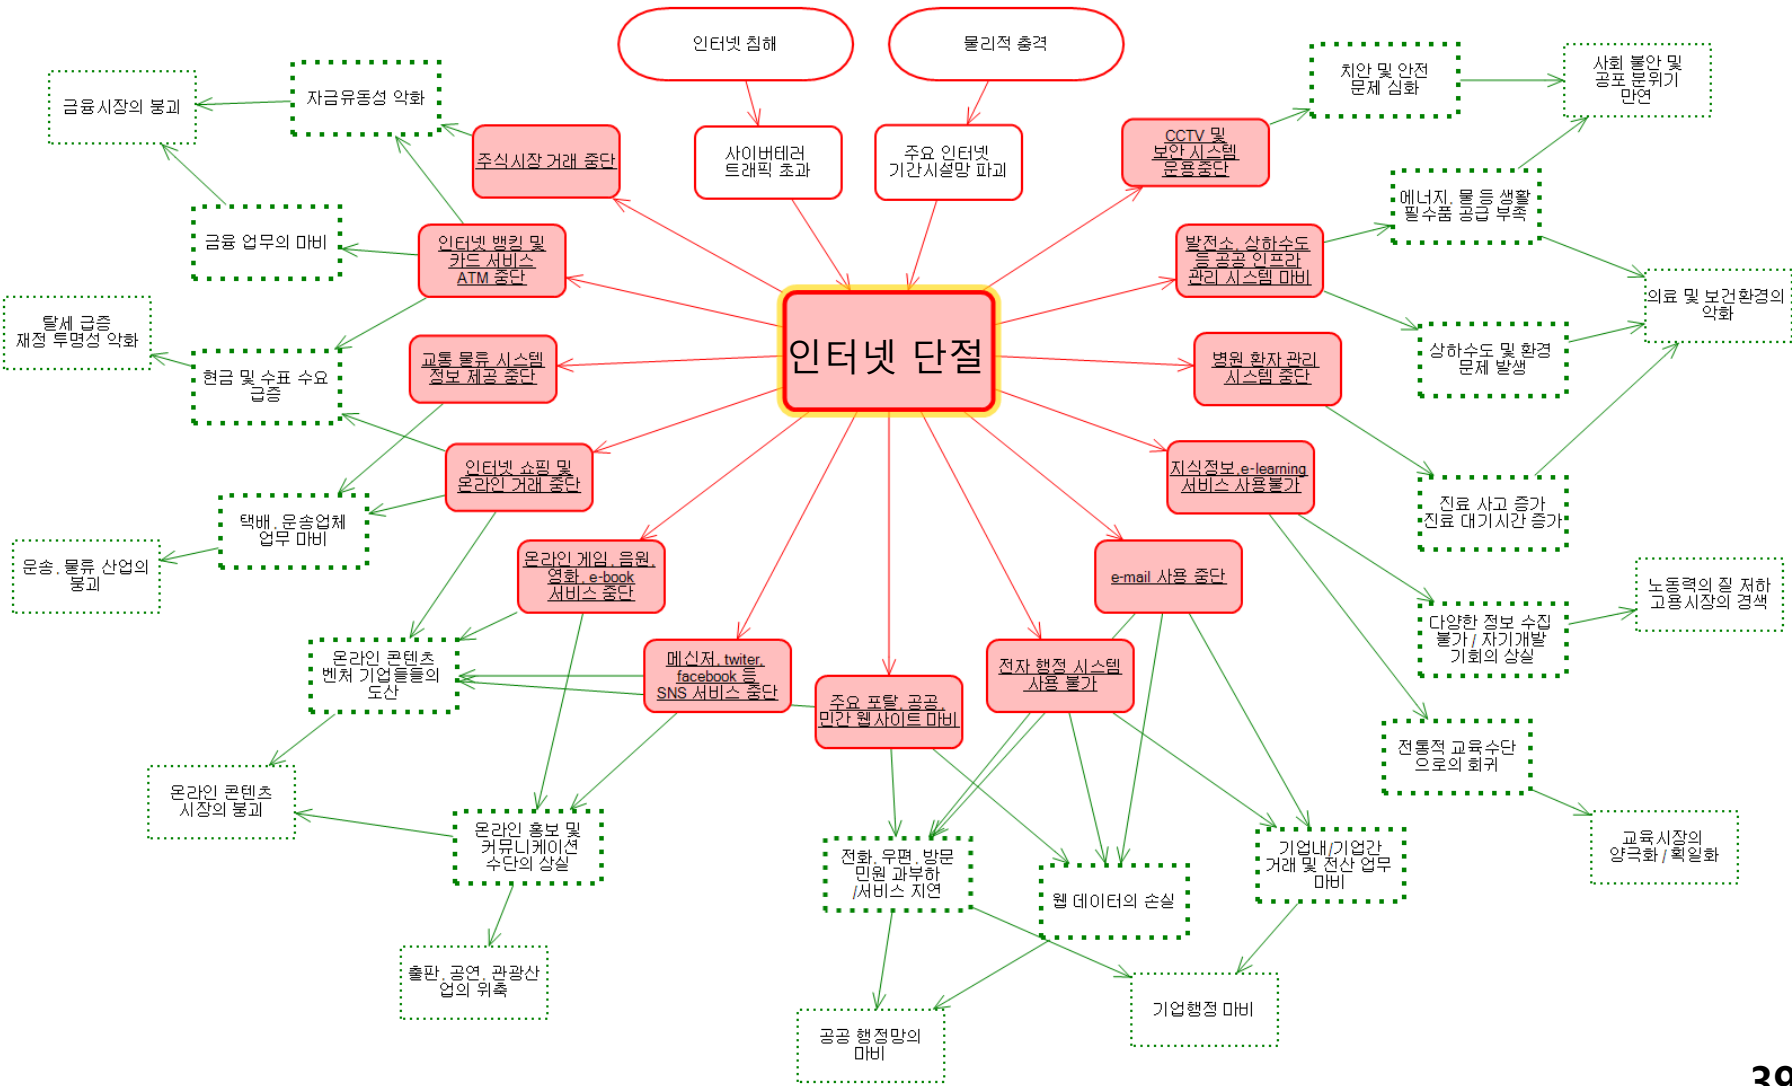 인터넷 침해
물리적 충격
사이버테러
트래픽 초과
주요 인터넷
기간시설망 파괴
인터넷 단절
주식시장 거래 중단
인터넷 뱅킹 및
카드 서비스
ATM 중단
교통 물류 시스템
정보 제공 중단
인터넷 쇼핑 및
온라인 거래 중단
온라인 게임, 음원,
영화, e-book
서비스 중단
메신저, twiter,
facebook 등
SNS 서비스 중단
주요 포탈, 공공,
민간 웹사이트 마비
전자 행정 시스템
사용 불가
e-mail 사용 중단
지식정보,e-learning
서비스 사용불가
병원 환자 관리
시스템 중단
발전소, 상하수도
등 공공 인프라
관리 시스템 마비
CCTV 및
보안 시스템
운용중단
자금유동성 악화
금융시장의 붕괴
금융 업무의 마비
탈세 급증
재정 투명성 악화
현금 및 수표 수요
급증
택배, 운송업체
업무 마비
운송, 물류 산업의
붕괴
온라인 콘텐츠
벤처 기업들들의
도산
온라인 콘텐츠
시장의 붕괴
온라인 홍보 및
커뮤니케이션
수단의 상실
출판, 공연, 관광산
업의 위축
전화, 우편, 방문
민원 과부하
/서비스 지연
웹 데이터의 손실
기업내/기업간
거래 및 전산 업무
마비
공공 행정망의
마비
기업행정 마비
치안 및 안전
문제 심화
사회 불안 및
공포 분위기
만연
에너지, 물 등 생활
필수품 공급 부족
의료 및 보건환경의
악화
상하수도 및 환경
문제 발생
진료 사고 증가
진료 대기시간 증가
다양한 정보 수집
불가 / 자기개발
기회의 상실
노동력의 질 저하
고용시장의 경색
전통적 교육수단
으로의 회귀
교육시장의
양극화 / 획일화
39